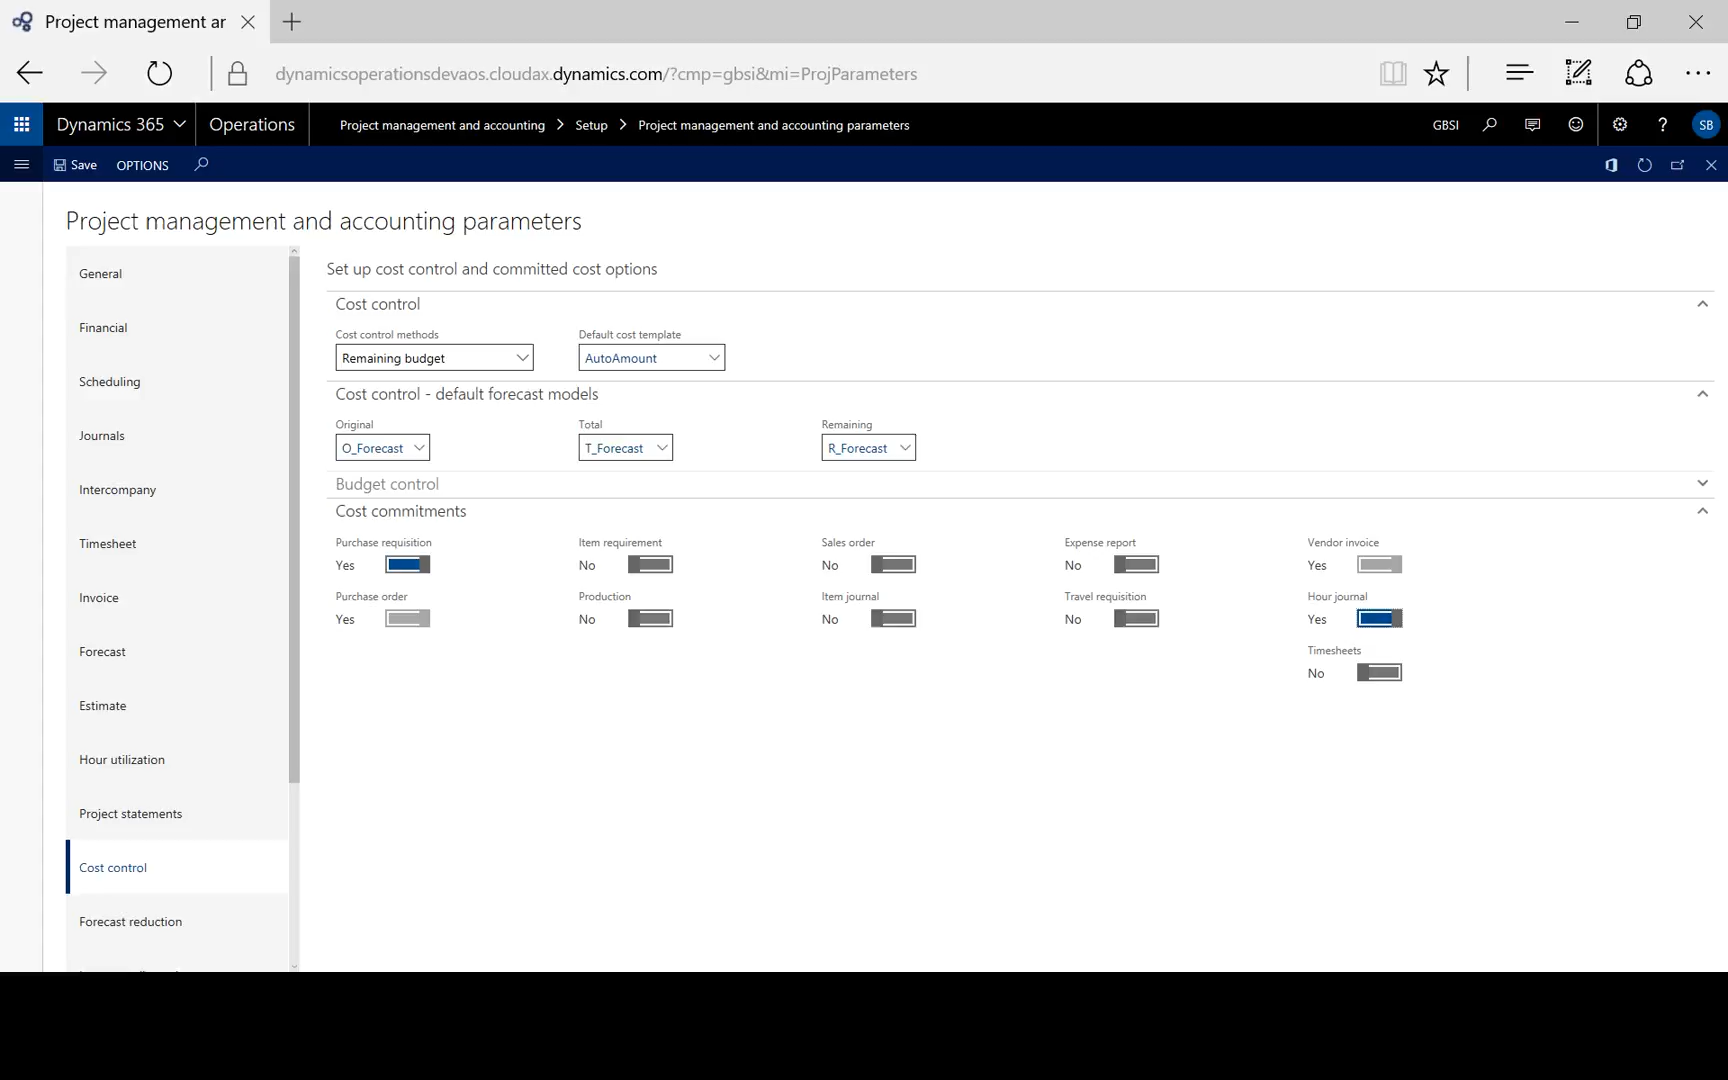 Project management ar
dynamicsoperationsdevaos.cloudax.dynamics.com/?cmp=gbsi&mi=ProjParameters
Dynamics 365 Operations Project management and accounting > Setup > Project management and accounting parameters GBSI ? SB
Save OPTIONS
Project management and accounting parameters
General
Financial
Scheduling
Journals
Intercompany
Timesheet
Invoice
Forecast
Estimate
Hour utilization
Project statements
Cost control
Forecast reduction
Set up cost control and committed cost options
Cost control
Cost control methods Default cost template
Remaining budget AutoAmount
Cost control - default forecast models
Original Total Remaining
O_Forecast T_Forecast R_Forecast
Budget control
Cost commitments
Purchase requisition Item requirement Sales order Expense report Vendor invoice
Yes No No No Yes
Purchase order Production Item journal Travel requisition Hour journal
Yes No No No Yes
Timesheets
No